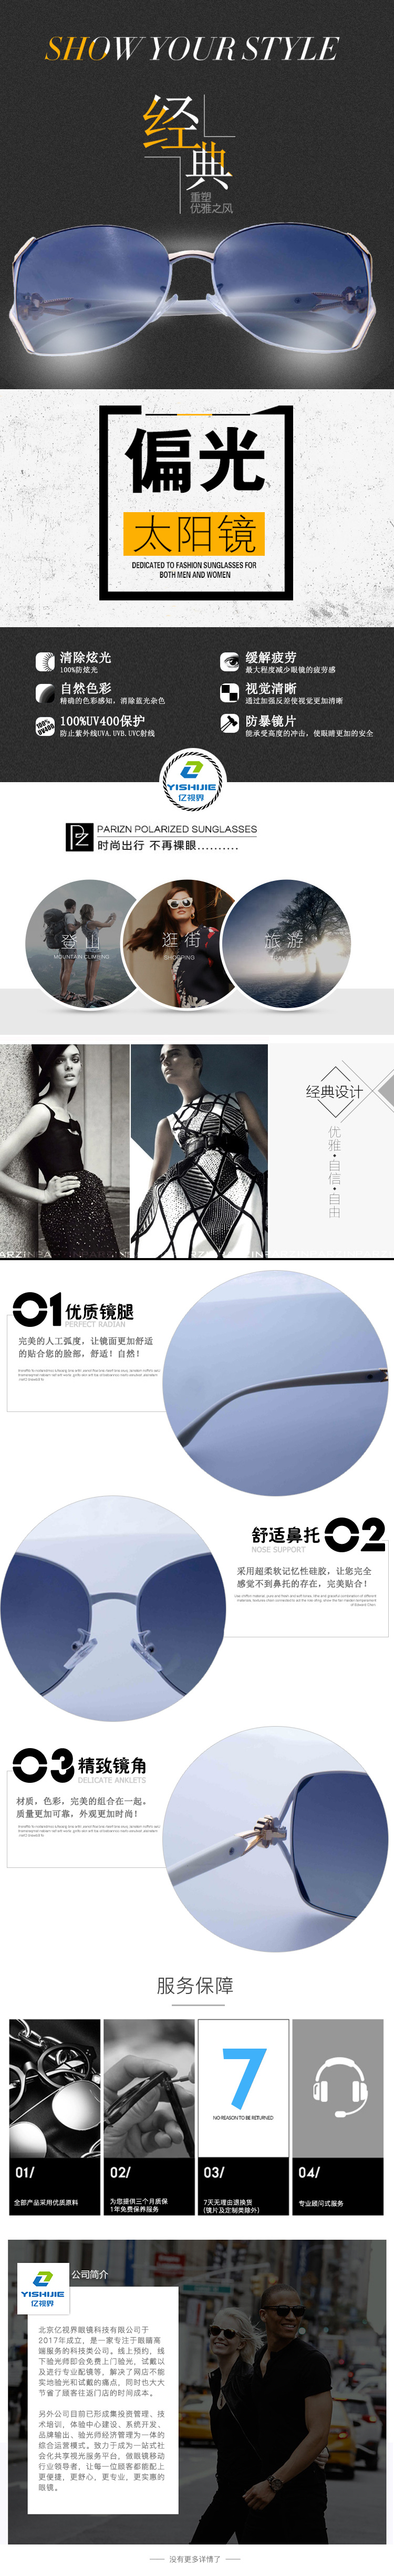 SHOW YOUR STYLE
经典
重塑
优雅之风
偏光
太阳镜
DEDICATED TO FASHION SUNGLASSES FOR
BOTH MEN AND WOMEN
清除炫光
100%防炫光
缓解疲劳
最大程度减少眼镜的疲劳感
自然色彩
精确的色彩感知，消除蓝光杂色
视觉清晰
通过加强反差使视觉更加清晰
100%UV400保护
防止紫外线UVA.UVB.UVC射线
防暴镜片
能承受高度的冲击，使眼睛更加的安全
YISHIJIE
亿视界
PZ
PARIZN POLARIZED SUNGLASSES
时尚出行 不再裸眼..........
登山
MOUNTAIN CLIMBING
逛街
SHOPPING
旅游
经典设计
优雅·自信·自由
01优质镜腿
PERFECT RADIAN
完美的人工弧度，让镜面更加舒适
的贴合您的脸部，舒适！自然！
舒适鼻托02
NOSE SUPPORT
采用超柔软记忆性硅胶，让您完全
感觉不到鼻托的存在，完美贴合！
03精致镜角
DELICATE ANKLETS
材质，色彩，完美的组合在一起。
质量更加可靠，外观更加时尚！
服务保障
7
NO REASON TO BE RETURNED
01/
全部产品采用优质原料
02/
为您提供三个月质保
1年免费保养服务
03/
7天无理由退换货
(镜片及定制类除外)
04/
专业顾问式服务
YISHIJIE
亿视界
公司简介
北京亿视界眼镜科技有限公司于
2017年成立，是一家专注于眼睛高
端服务的科技类公司。线上预约，线
下验光师即会免费上门验光，试戴以
及进行专业配镜等，解决了网店不能
实地验光和试戴的痛点，同时也大大
节省了顾客往返门店的时间成本。
另外公司目前已形成集投资管理、技
术培训，体验中心建设、系统开发、
品牌输出、验光师经济管理为一体的
综合运营模式。致力于成为一站式社
会化共享视光服务平台，做眼镜移动
行业领导者，让每一位顾客都能配上
更便捷，更舒心，更专业，更实惠的
眼镜。
没有更多详情了